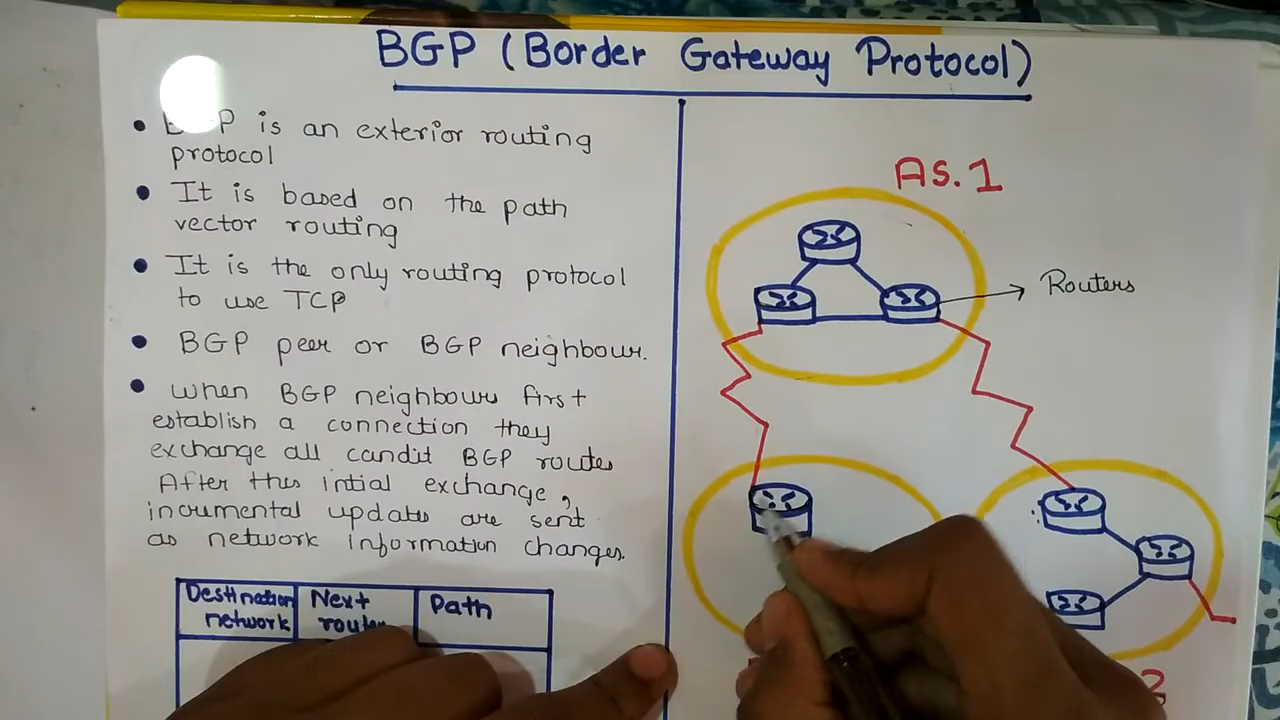 BGP (Border Gateway Protocol)
BGP is an exterior routing
protocol
It is based on the path
vector routing
It is the only routing protocol
to use TCP
BGP peer or BGP neighbour.
When BGP neighbours first
establish a connection they
exchange all candit BGP routes
After this intial exchange,
incremental updates are sent
as network information changes.
Destination network
Next router
Path
AS.1
Routers